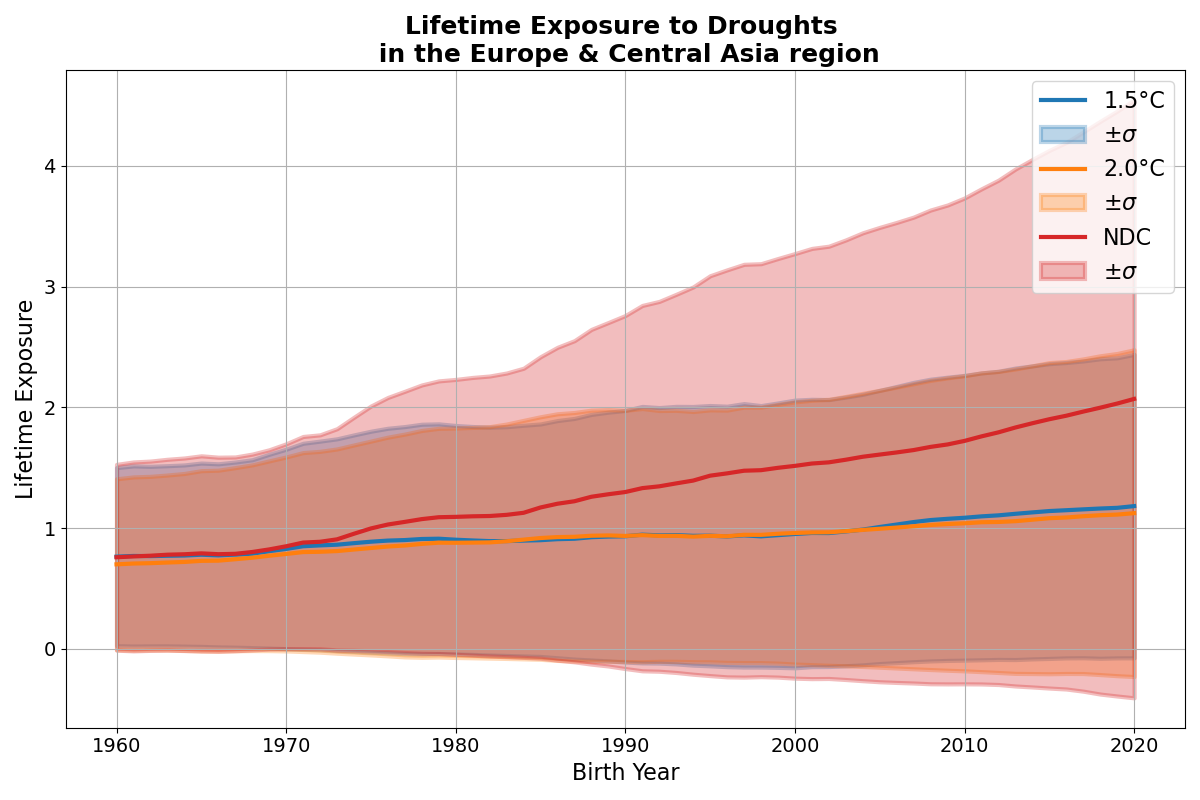 Lifetime Exposure to Droughts
in the Europe & Central Asia region
1.5°C
±σ
2.0°C
±σ
NDC
±σ
Lifetime Exposure
4
3
2
1
0
1960 1970 1980 1990 2000 2010 2020
Birth Year